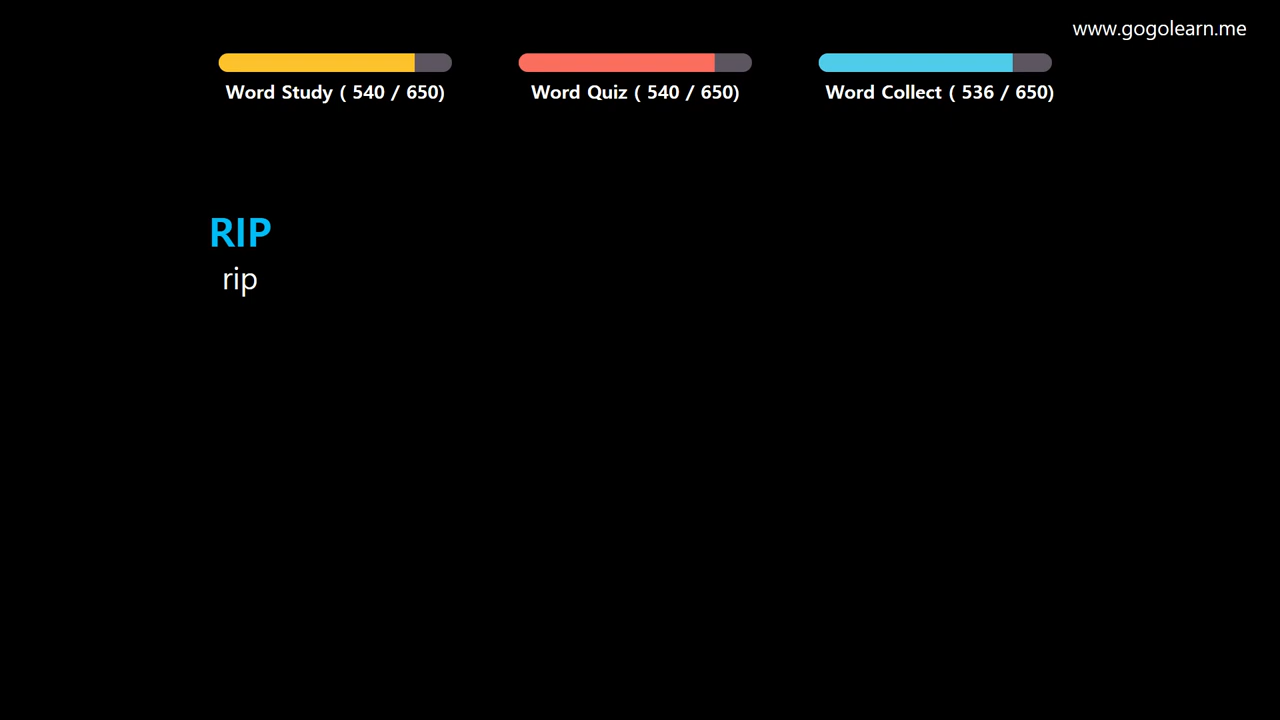 www.gogolearn.me
Word Study ( 540 / 650)
Word Quiz ( 540 / 650)
Word Collect ( 536 / 650)
RIP
rip